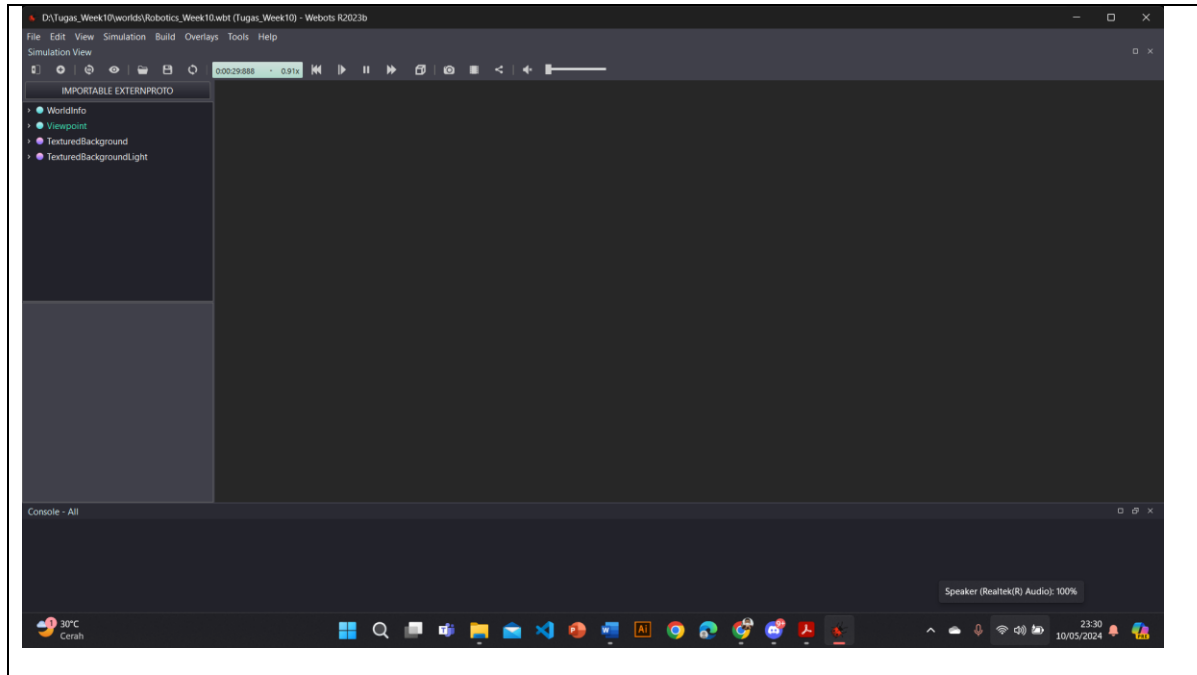 D:\Tugas_Week10\worlds\Robotics_Week10.wbt (Tugas_Week10) - Webots R2023b
File Edit View Simulation Build Overlays Tools Help
Simulation View
0:00:29:888 - 0.91x
IMPORTABLE EXTERNPROTO
WorldInfo
Viewpoint
TexturedBackground
TexturedBackgroundLight
Console - All
Speaker (Realtek(R) Audio): 100%
1
30°C
Cerah
Ai
23:30
10/05/2024